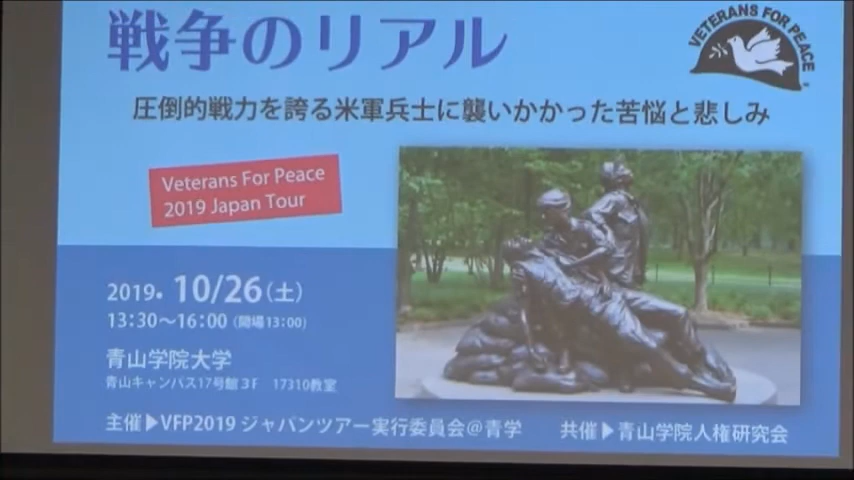 戦争のリアル
VETERANS FOR PEACE
圧倒的戦力を誇る米軍兵士に襲いかかった苦悩と悲しみ
Veterans For Peace
2019 Japan Tour
2019. 10/26(土)
13:30〜16:00 (開場13:00)
青山学院大学
青山キャンパス17号館3F 17310教室
主催▶VFP2019 ジャパンツアー実行委員会@青学 共催▶青山学院人権研究会